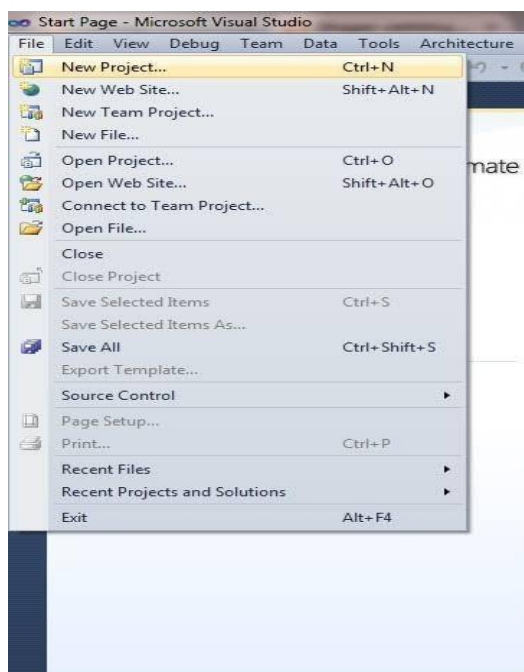 Start Page - Microsoft Visual Studio
File Edit View Debug Team Data Tools Architecture
New Project... Ctrl+N
New Web Site... Shift+Alt+N
New Team Project...
New File...
Open Project... Ctrl+O
mate
Open Web Site... Shift+Alt+O
Connect to Team Project...
Open File...
Close
Close Project
Save Selected Items Ctrl+S
Save Selected Items As...
Save All Ctrl+Shift+S
Export Template...
Source Control
Page Setup...
Print... Ctrl+P
Recent Files
Recent Projects and Solutions
Exit Alt+F4